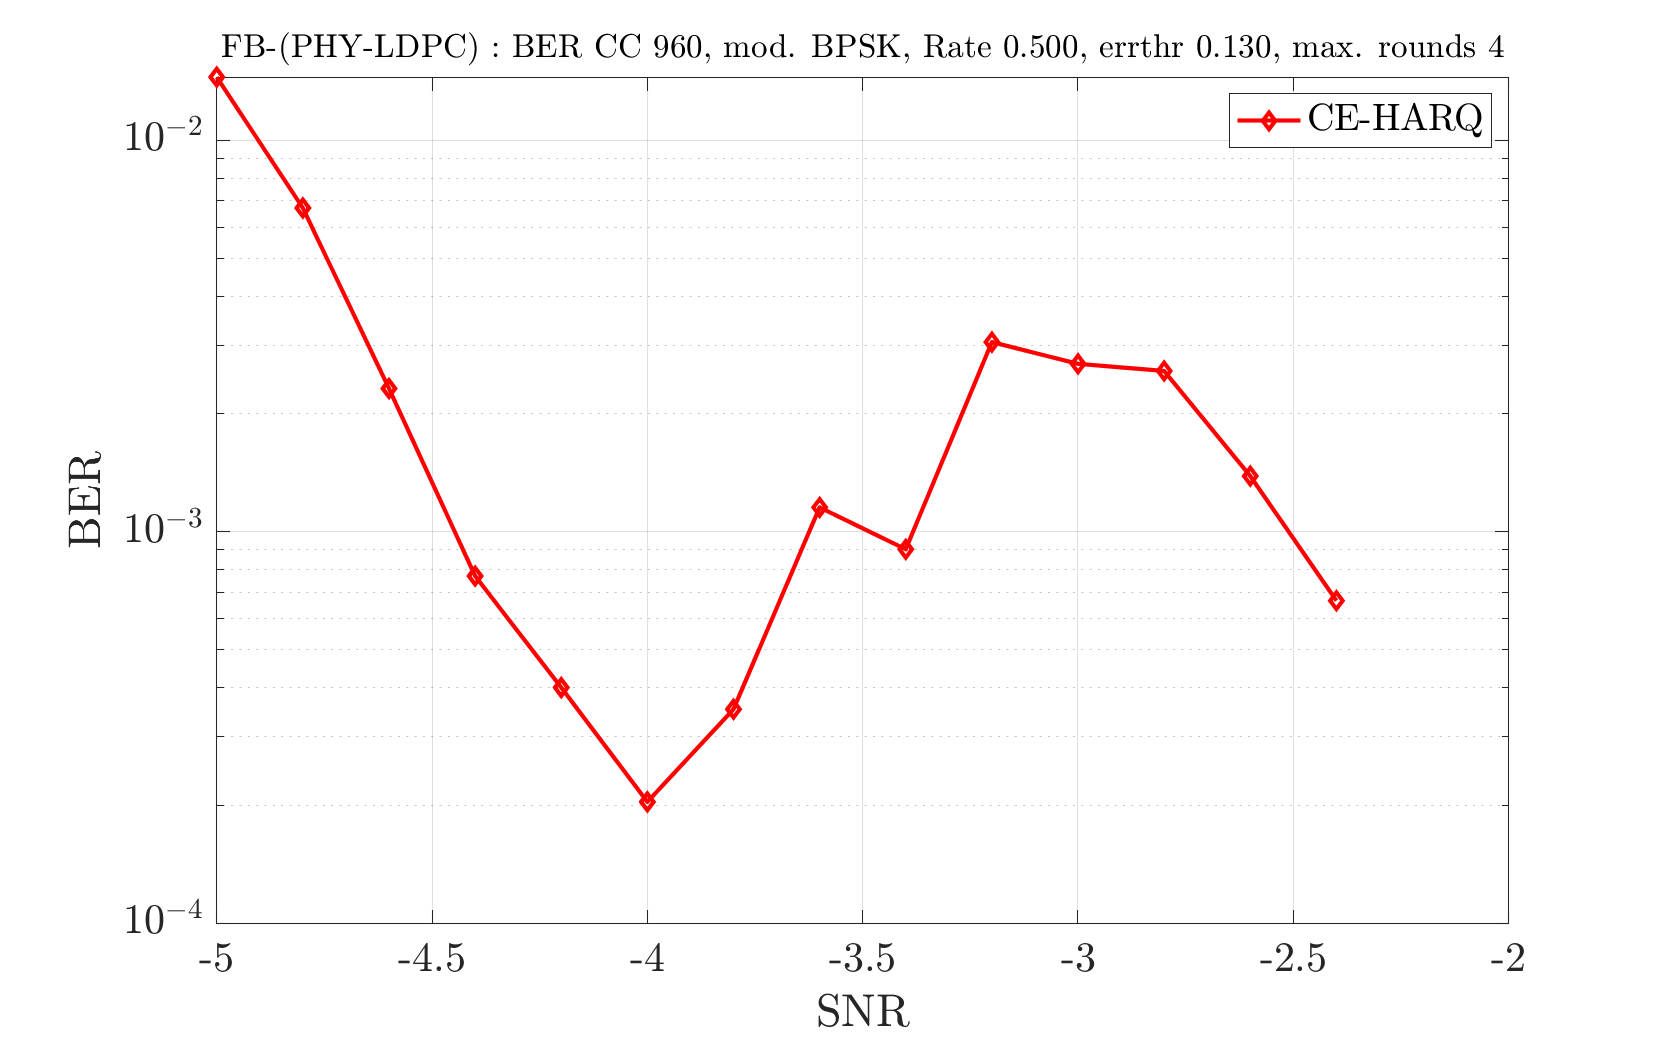 FB-(PHY-LDPC) : BER CC 960, mod. BPSK, Rate 0.500, errthr 0.130, max. rounds 4
CE-HARQ
10⁻²
10⁻³
10⁻⁴
BER
-5 -4.5 -4 -3.5 -3 -2.5 -2
SNR